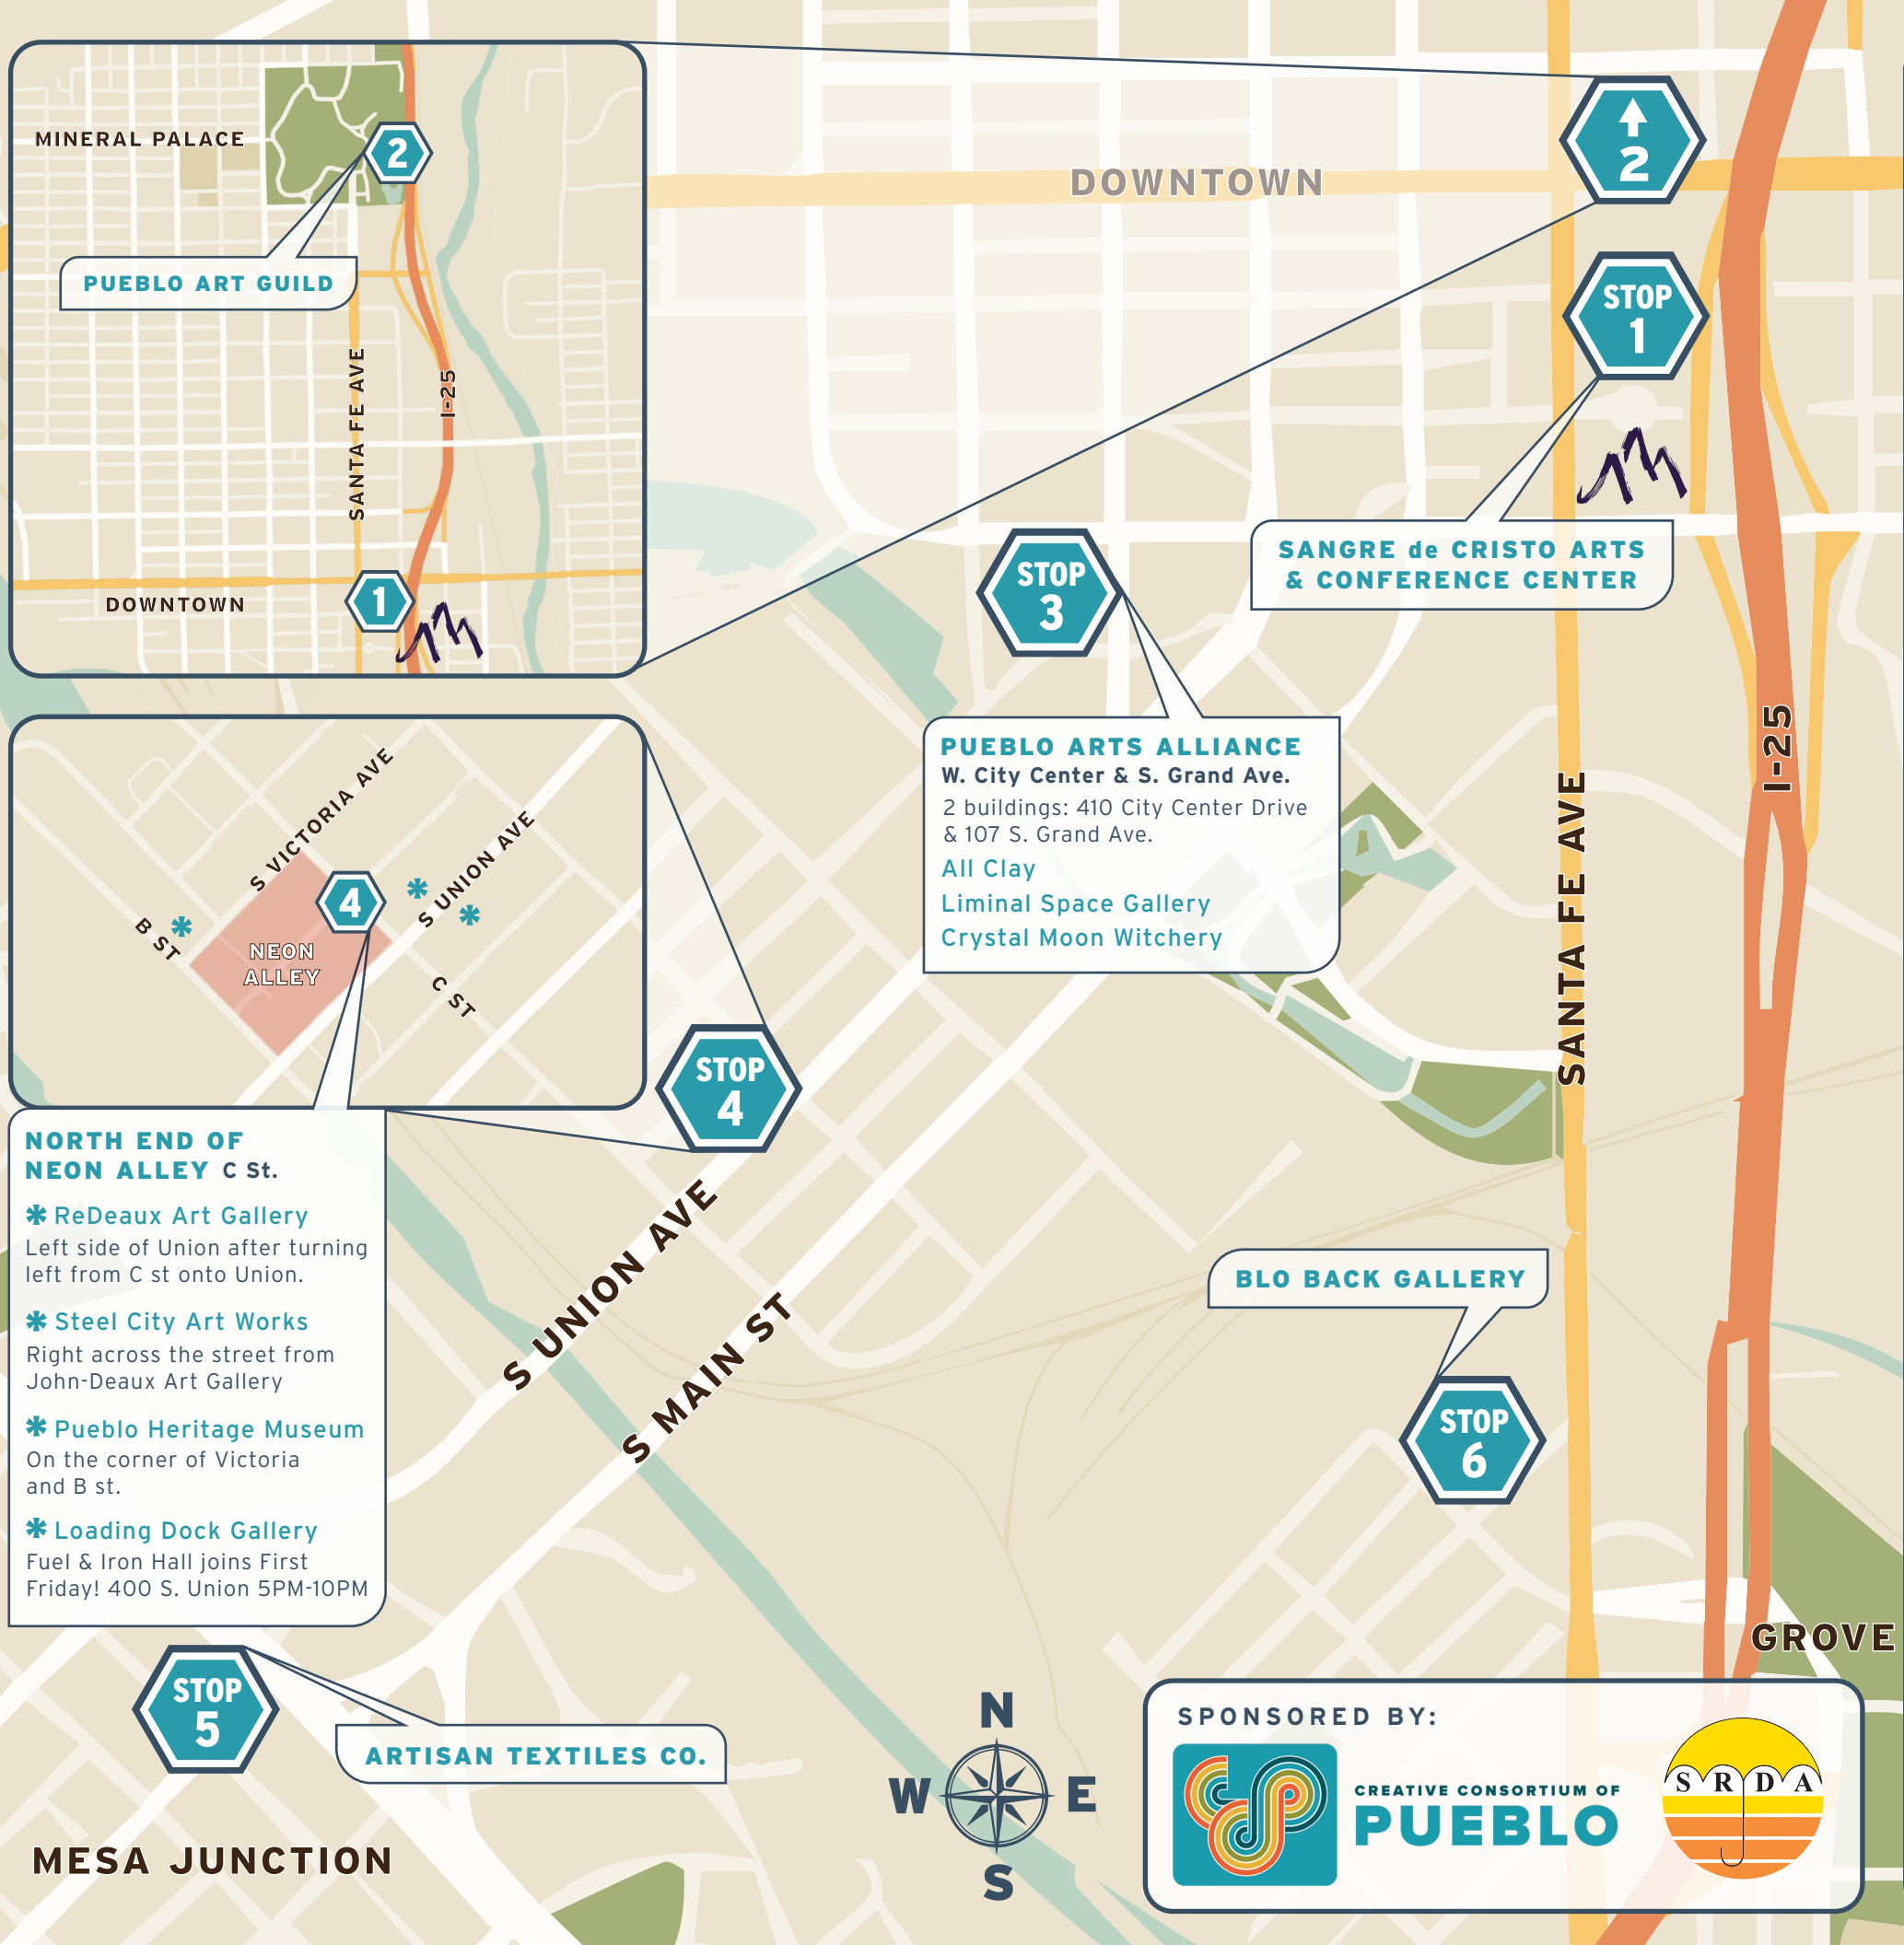 MINERAL PALACE
2
PUEBLO ART GUILD
SANTA FE AVE
I-25
DOWNTOWN
1
DOWNTOWN
2
STOP
1
SANGRE de CRISTO ARTS
& CONFERENCE CENTER
STOP
3
PUEBLO ARTS ALLIANCE
W. City Center & S. Grand Ave.
2 buildings: 410 City Center Drive
& 107 S. Grand Ave.
All Clay
Liminal Space Gallery
Crystal Moon Witchery
I-25
SANTA FE AVE
S VICTORIA AVE
S UNION AVE
B ST
4
NEON
ALLEY
C ST
STOP
4
NORTH END OF
NEON ALLEY C St.
* ReDeaux Art Gallery
Left side of Union after turning
left from C st onto Union.
* Steel City Art Works
Right across the street from
John-Deaux Art Gallery
* Pueblo Heritage Museum
On the corner of Victoria
and B st.
* Loading Dock Gallery
Fuel & Iron Hall joins First
Friday! 400 S. Union 5PM-10PM
S UNION AVE
S MAIN ST
BLO BACK GALLERY
STOP
6
GROVE
STOP
5
ARTISAN TEXTILES CO.
MESA JUNCTION
N
W
E
S
SPONSORED BY:
CREATIVE CONSORTIUM OF
PUEBLO
SRDA